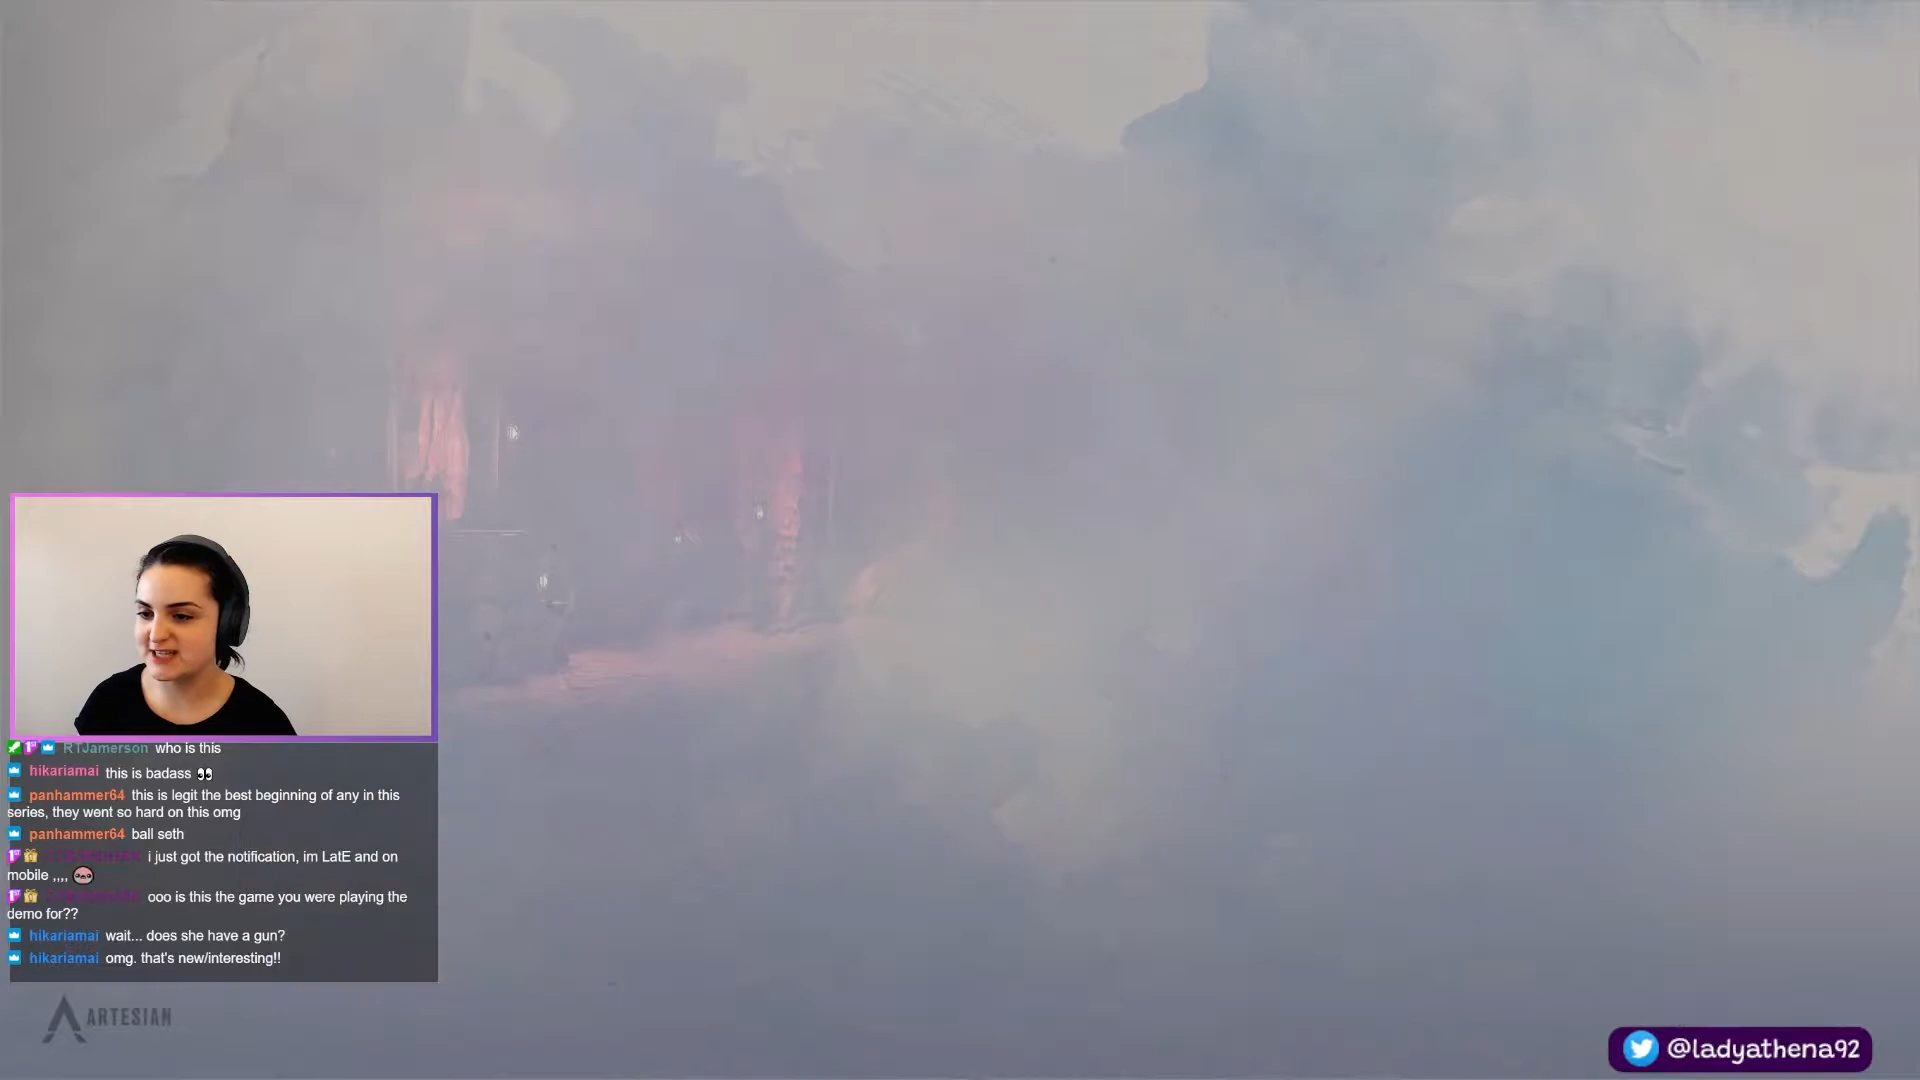 RTJamerson who is this
hikariamai this is badass 👀
panhammer64 this is legit the best beginning of any in this
series, they went so hard on this omg
panhammer64 ball seth
i just got the notification, im LatE and on
mobile ,,,,
ooo is this the game you were playing the
demo for??
hikariamai wait... does she have a gun?
hikariamai omg. that's new/interesting!!
ARTESIAN
@ladyathena92